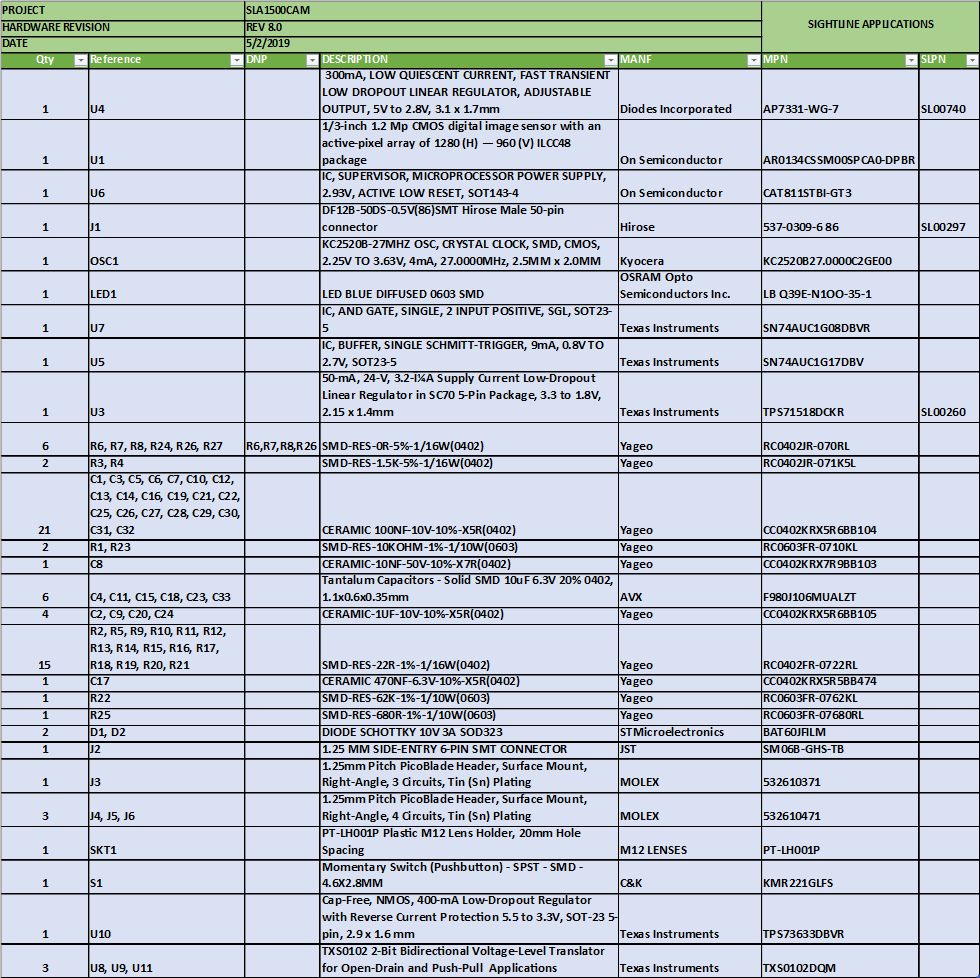 PROJECT SLA1500CAM SIGHTLINE APPLICATIONS
HARDWARE REVISION REV 8.0
DATE 5/2/2019
Qty Reference DNP DESCRIPTION MANF MPN SLPN
300mA, LOW QUIESCENT CURRENT, FAST TRANSIENT
LOW DROPOUT LINEAR REGULATOR, ADJUSTABLE
1 U4 OUTPUT, 5V to 2.8V, 3.1 x 1.7mm Diodes Incorporated AP7331-WG-7 SL00740
1/3-inch 1.2 Mp CMOS digital image sensor with an
active-pixel array of 1280 (H) — 960 (V) ILCC48
1 U1 package On Semiconductor AR0134CSSM00SPCA0-DPBR
IC, SUPERVISOR, MICROPROCESSOR POWER SUPPLY,
1 U6 2.93V, ACTIVE LOW RESET, SOT143-4 On Semiconductor CAT811STBI-GT3
DF12B-50DS-0.5V(86)SMT Hirose Male 50-pin
1 J1 connector Hirose 537-0309-6 86 SL00297
KC2520B-27MHZ OSC, CRYSTAL CLOCK, SMD, CMOS,
1 OSC1 2.25V TO 3.63V, 4mA, 27.0000MHz, 2.5MM x 2.0MM Kyocera KC2520B27.0000C2GE00
OSRAM Opto
1 LED1 LED BLUE DIFFUSED 0603 SMD Semiconductors Inc. LB Q39E-N1OO-35-1
IC, AND GATE, SINGLE, 2 INPUT POSITIVE, SGL, SOT23-
1 U7 5 Texas Instruments SN74AUC1G08DBVR
IC, BUFFER, SINGLE SCHMITT-TRIGGER, 9mA, 0.8V TO
1 U5 2.7V, SOT23-5 Texas Instruments SN74AUC1G17DBV
50-mA, 24-V, 3.2-Î¼A Supply Current Low-Dropout
Linear Regulator in SC70 5-Pin Package, 3.3 to 1.8V,
1 U3 2.15 x 1.4mm Texas Instruments TPS71518DCKR SL00260
6 R6, R7, R8, R24, R26, R27 R6,R7,R8,R26 SMD-RES-0R-5%-1/16W(0402) Yageo RC0402JR-070RL
2 R3, R4 SMD-RES-1.5K-5%-1/16W(0402) Yageo RC0402JR-071K5L
C1, C3, C5, C6, C7, C10, C12,
C13, C14, C16, C19, C21, C22,
C25, C26, C27, C28, C29, C30,
21 C31, C32 CERAMIC 100NF-10V-10%-X5R(0402) Yageo CC0402KRX5R6BB104
2 R1, R23 SMD-RES-10KOHM-1%-1/10W(0603) Yageo RC0603FR-0710KL
1 C8 CERAMIC-10NF-50V-10%-X7R(0402) Yageo CC0402KRX7R9BB103
Tantalum Capacitors - Solid SMD 10uF 6.3V 20% 0402,
6 C4, C11, C15, C18, C23, C33 1.1x0.6x0.35mm AVX F980J106MUALZT
4 C2, C9, C20, C24 CERAMIC-1UF-10V-10%-X5R(0402) Yageo CC0402KRX5R6BB105
R2, R5, R9, R10, R11, R12,
R13, R14, R15, R16, R17,
15 R18, R19, R20, R21 SMD-RES-22R-1%-1/16W(0402) Yageo RC0402FR-0722RL
1 C17 CERAMIC 470NF-6.3V-10%-X5R(0402) Yageo CC0402KRX5R5BB474
1 R22 SMD-RES-62K-1%-1/10W(0603) Yageo RC0603FR-0762KL
1 R25 SMD-RES-680R-1%-1/10W(0603) Yageo RC0603FR-07680RL
2 D1, D2 DIODE SCHOTTKY 10V 3A SOD323 STMicroelectronics BAT60JFILM
1 J2 1.25 MM SIDE-ENTRY 6-PIN SMT CONNECTOR JST SM06B-GHS-TB
1.25mm Pitch PicoBlade Header, Surface Mount,
1 J3 Right-Angle, 3 Circuits, Tin (Sn) Plating MOLEX 532610371
1.25mm Pitch PicoBlade Header, Surface Mount,
3 J4, J5, J6 Right-Angle, 4 Circuits, Tin (Sn) Plating MOLEX 532610471
PT-LH001P Plastic M12 Lens Holder, 20mm Hole
1 SKT1 Spacing M12 LENSES PT-LH001P
Momentary Switch (Pushbutton) - SPST - SMD -
1 S1 4.6X2.8MM C&K KMR221GLFS
Cap-Free, NMOS, 400-mA Low-Dropout Regulator
with Reverse Current Protection 5.5 to 3.3V, SOT-23 5-
1 U10 pin, 2.9 x 1.6 mm Texas Instruments TPS73633DBVR
TXS0102 2-Bit Bidirectional Voltage-Level Translator
3 U8, U9, U11 for Open-Drain and Push-Pull Applications Texas Instruments TXS0102DQM